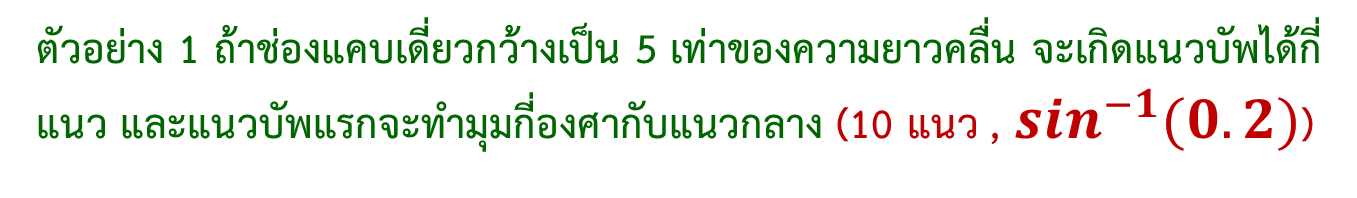 ตัวอย่าง 1 ถ้าช่องแคบเดี่ยวกว้างเป็น 5 เท่าของความยาวคลื่น จะเกิดแนวบัพได้กี่
แนว และแนวบัพแรกจะทำมุมกี่องศากับแนวกลาง (10 แนว , sin⁻¹(0.2))